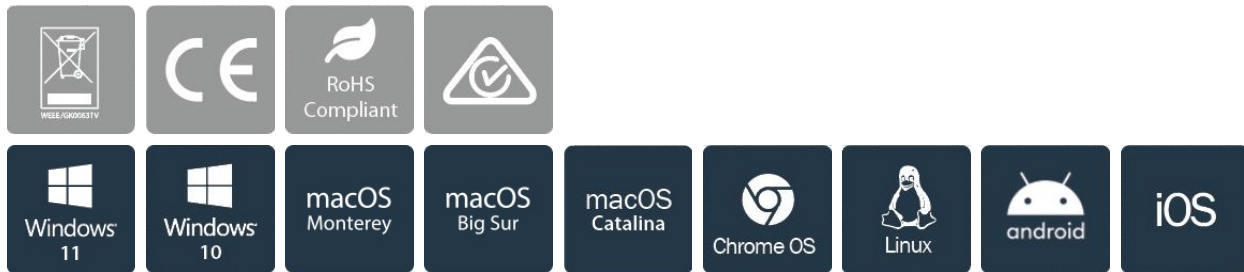 WEEE/GK0063TV
CE
RoHS
Compliant
Windows
11
Windows
10
macOS
Monterey
macOS
Big Sur
macOS
Catalina
Chrome OS
Linux
android
iOS